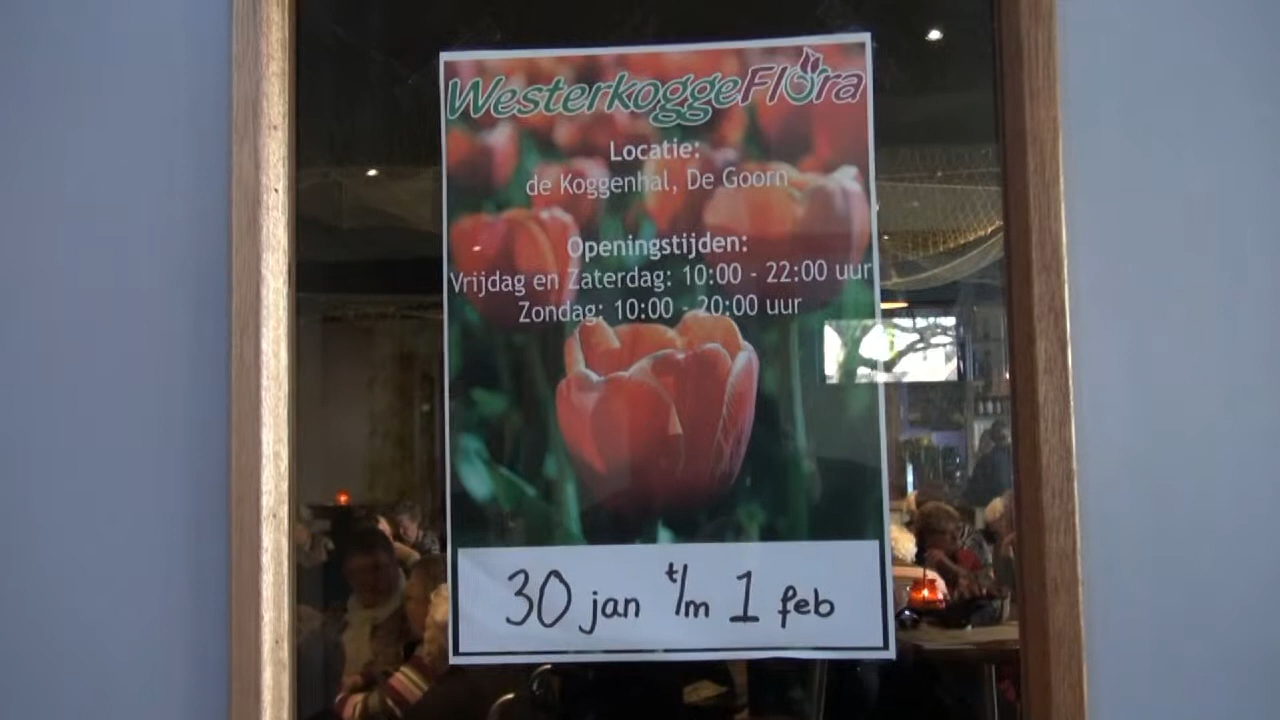 WesterkoggeFlora
Locatie:
de Koggenhal, De Goorn
Openingstijden:
Vrijdag en Zaterdag: 10:00 - 22:00 uur
Zondag: 10:00 - 20:00 uur
30 jan t/m 1 feb